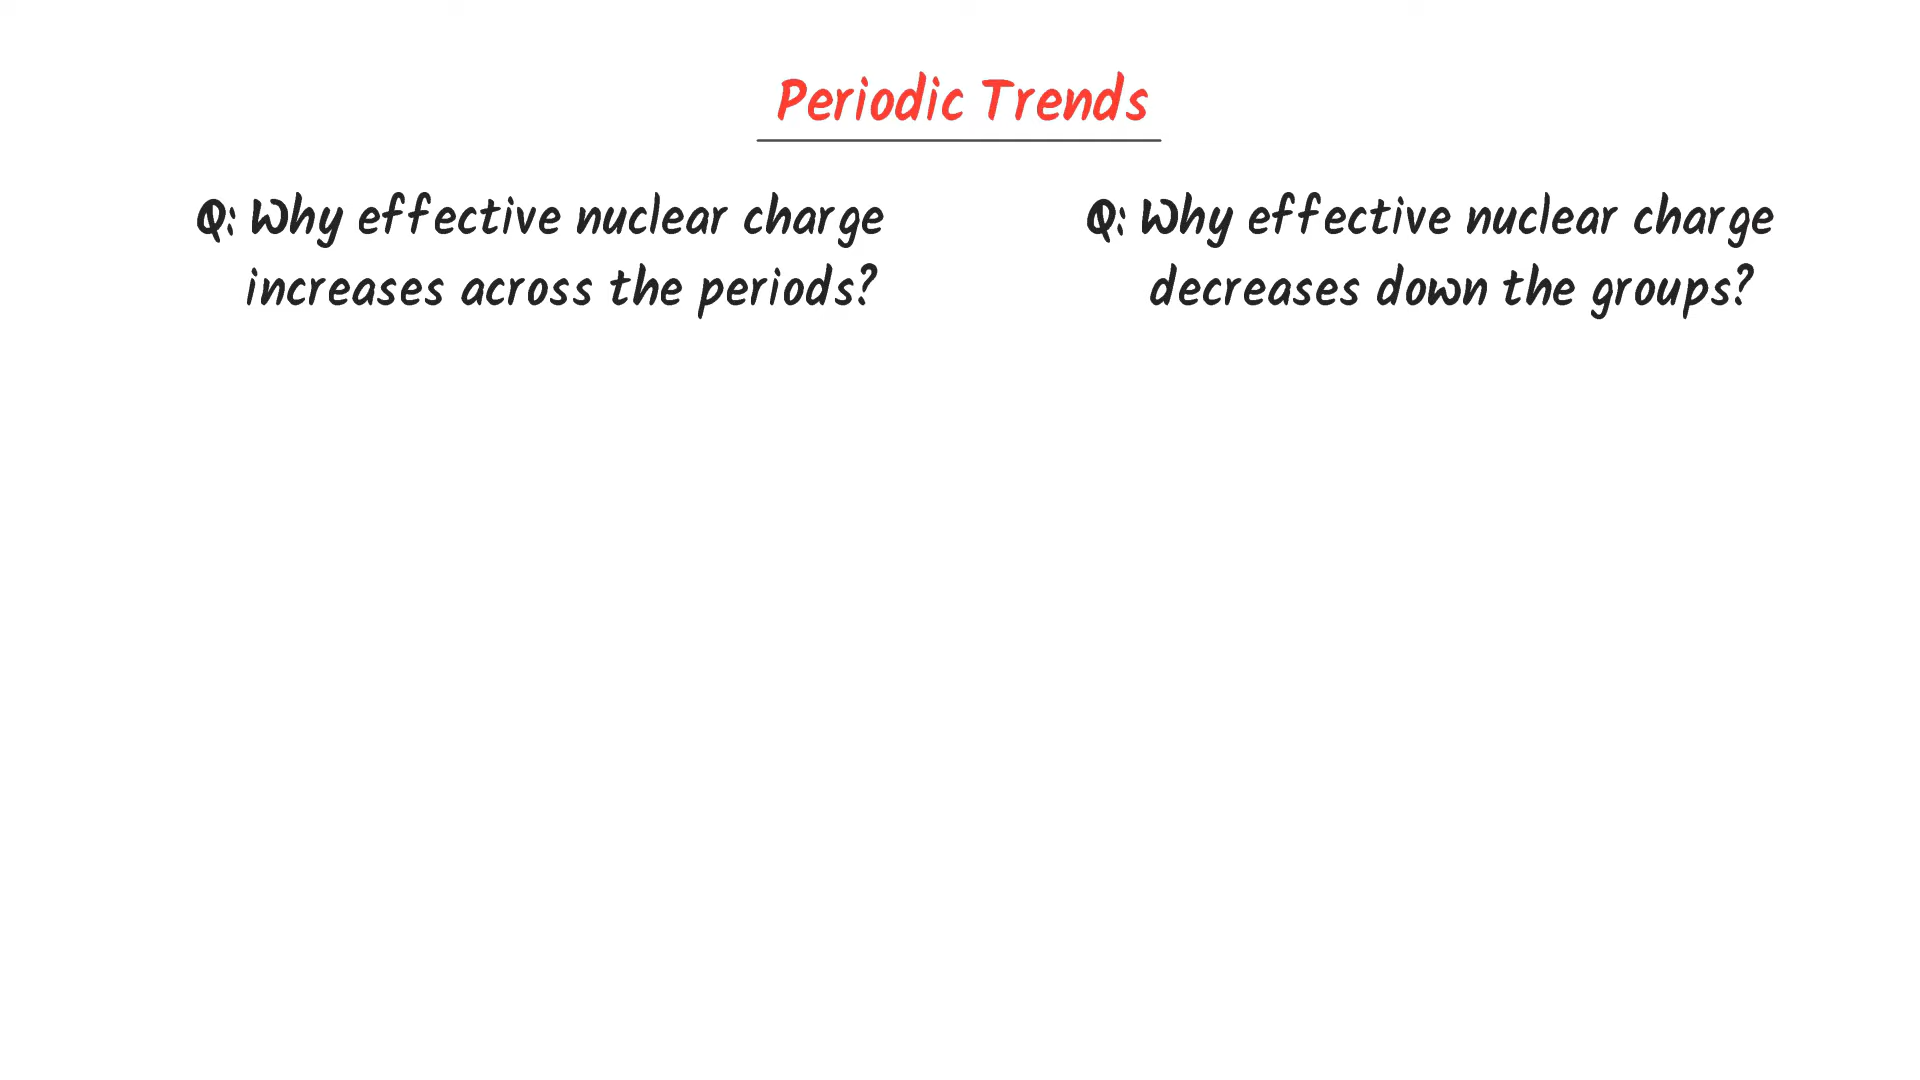 Periodic Trends
Q: Why effective nuclear charge
increases across the periods?
Q: Why effective nuclear charge
decreases down the groups?